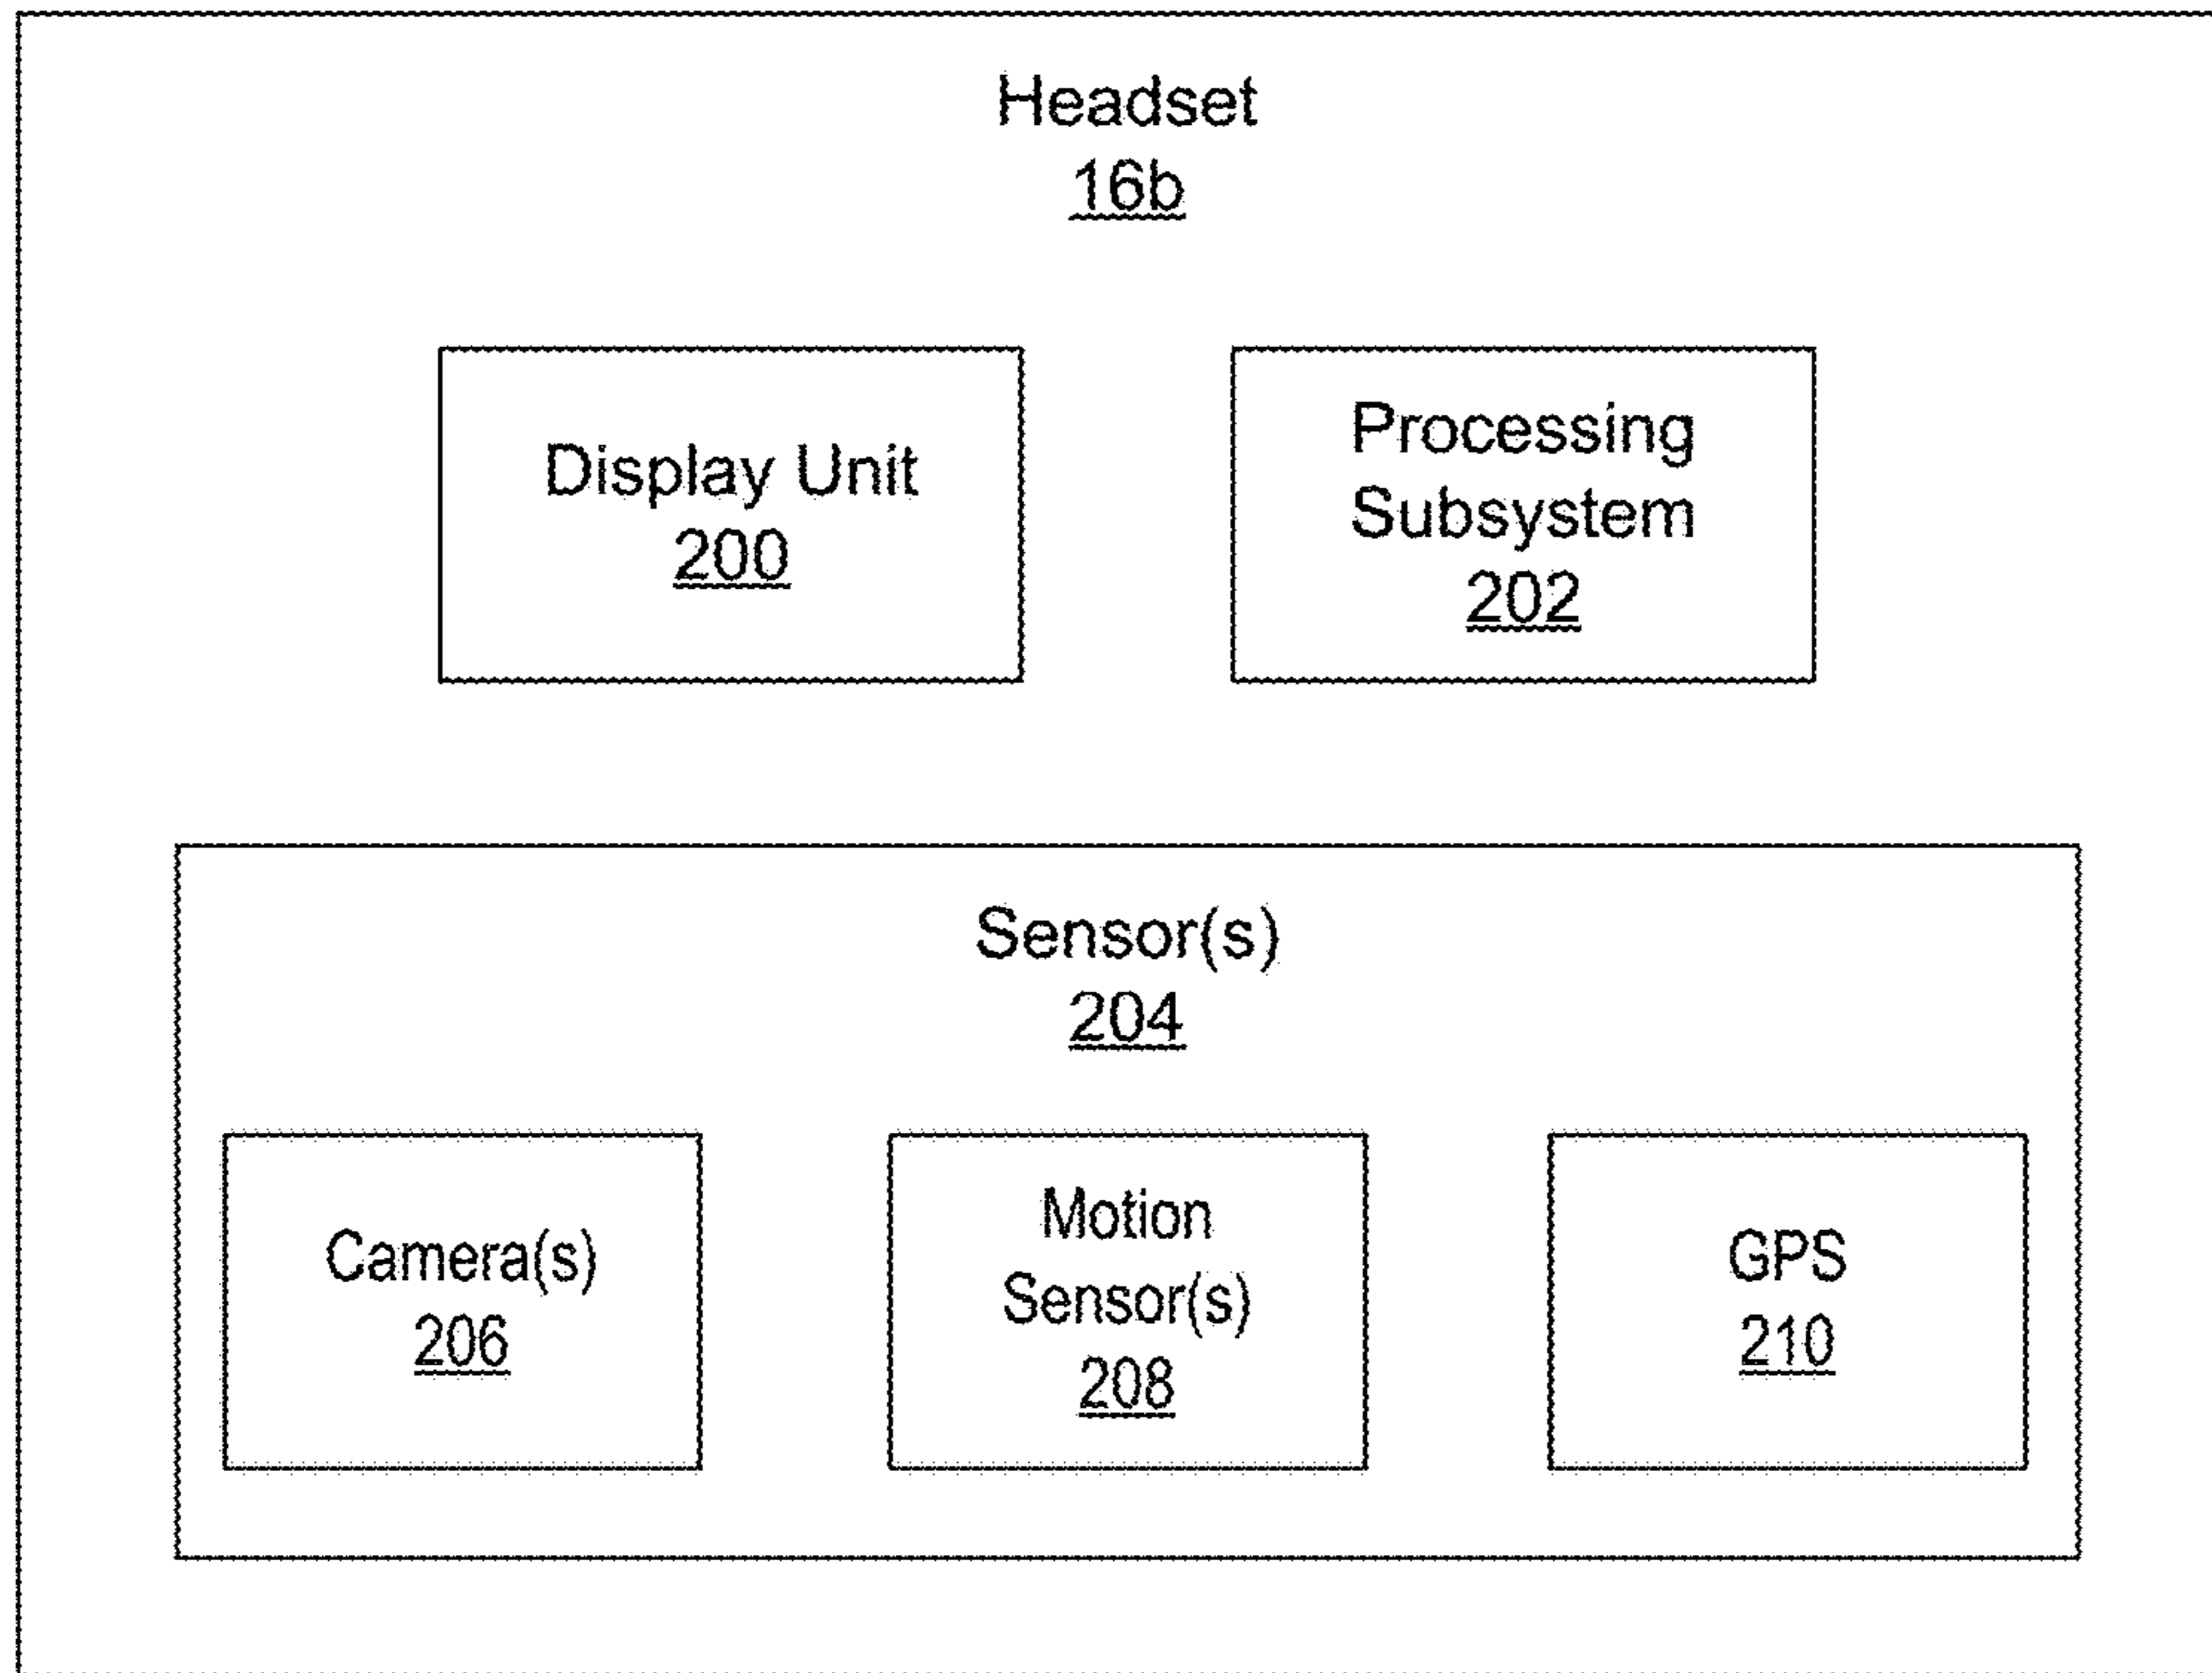 Headset
16b
Display Unit
200
Processing
Subsystem
202
Sensor(s)
204
Camera(s)
206
Motion
Sensor(s)
208
GPS
210